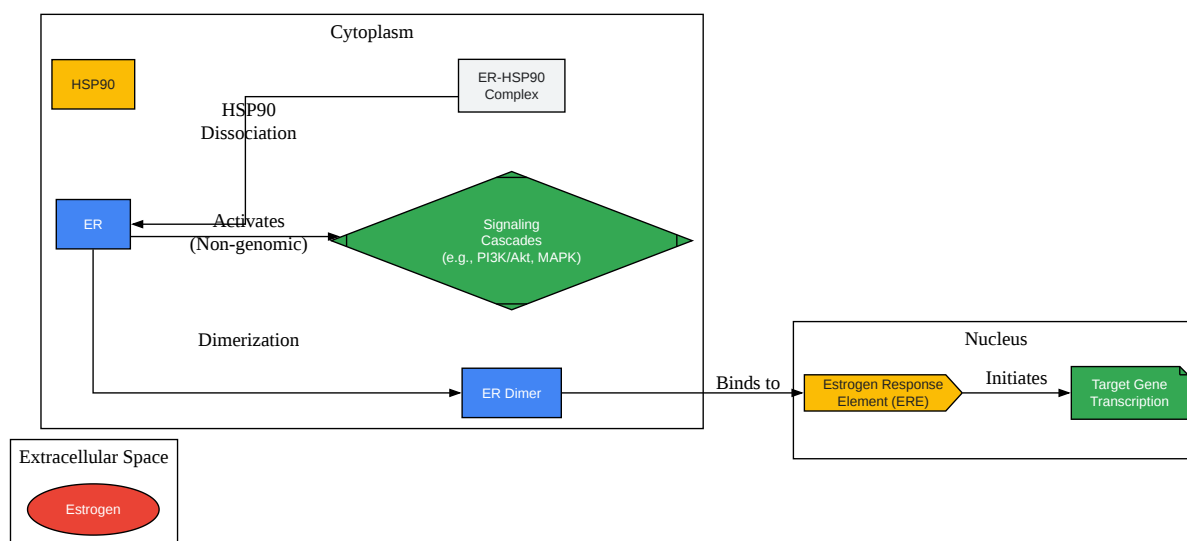 Cytoplasm
HSP90
ER-HSP90
Complex
HSP90
Dissociation
ER
Activates
(Non-genomic)
Signaling
Cascades
(e.g., PI3K/Akt, MAPK)
Dimerization
ER Dimer
Binds to
Nucleus
Estrogen Response
Element (ERE)
Initiates
Target Gene
Transcription
Extracellular Space
Estrogen